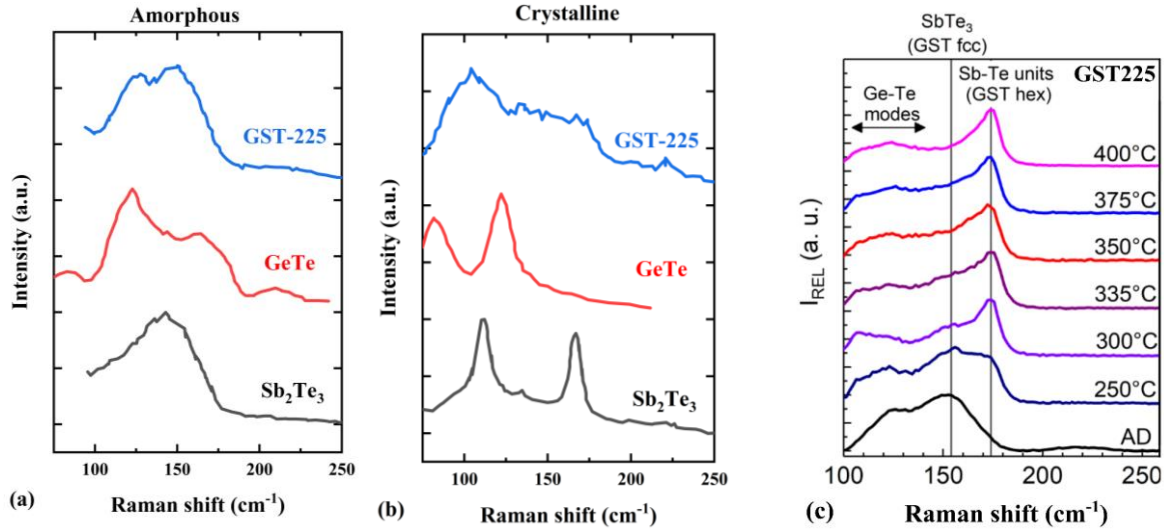 Amorphous
Intensity (a.u.)
GST-225
GeTe
Sb₂Te₃
100
150
200
250
(a)
Raman shift (cm⁻¹)
Crystalline
Intensity (a.u.)
GST-225
GeTe
Sb₂Te₃
100
150
200
250
(b)
Raman shift (cm⁻¹)
SbTe₃
(GST fcc)
Sb-Te units
(GST hex)
GST225
Ge-Te
modes
I_REL (a. u.)
400°C
375°C
350°C
335°C
300°C
250°C
AD
100
150
200
250
(c)
Raman shift (cm⁻¹)